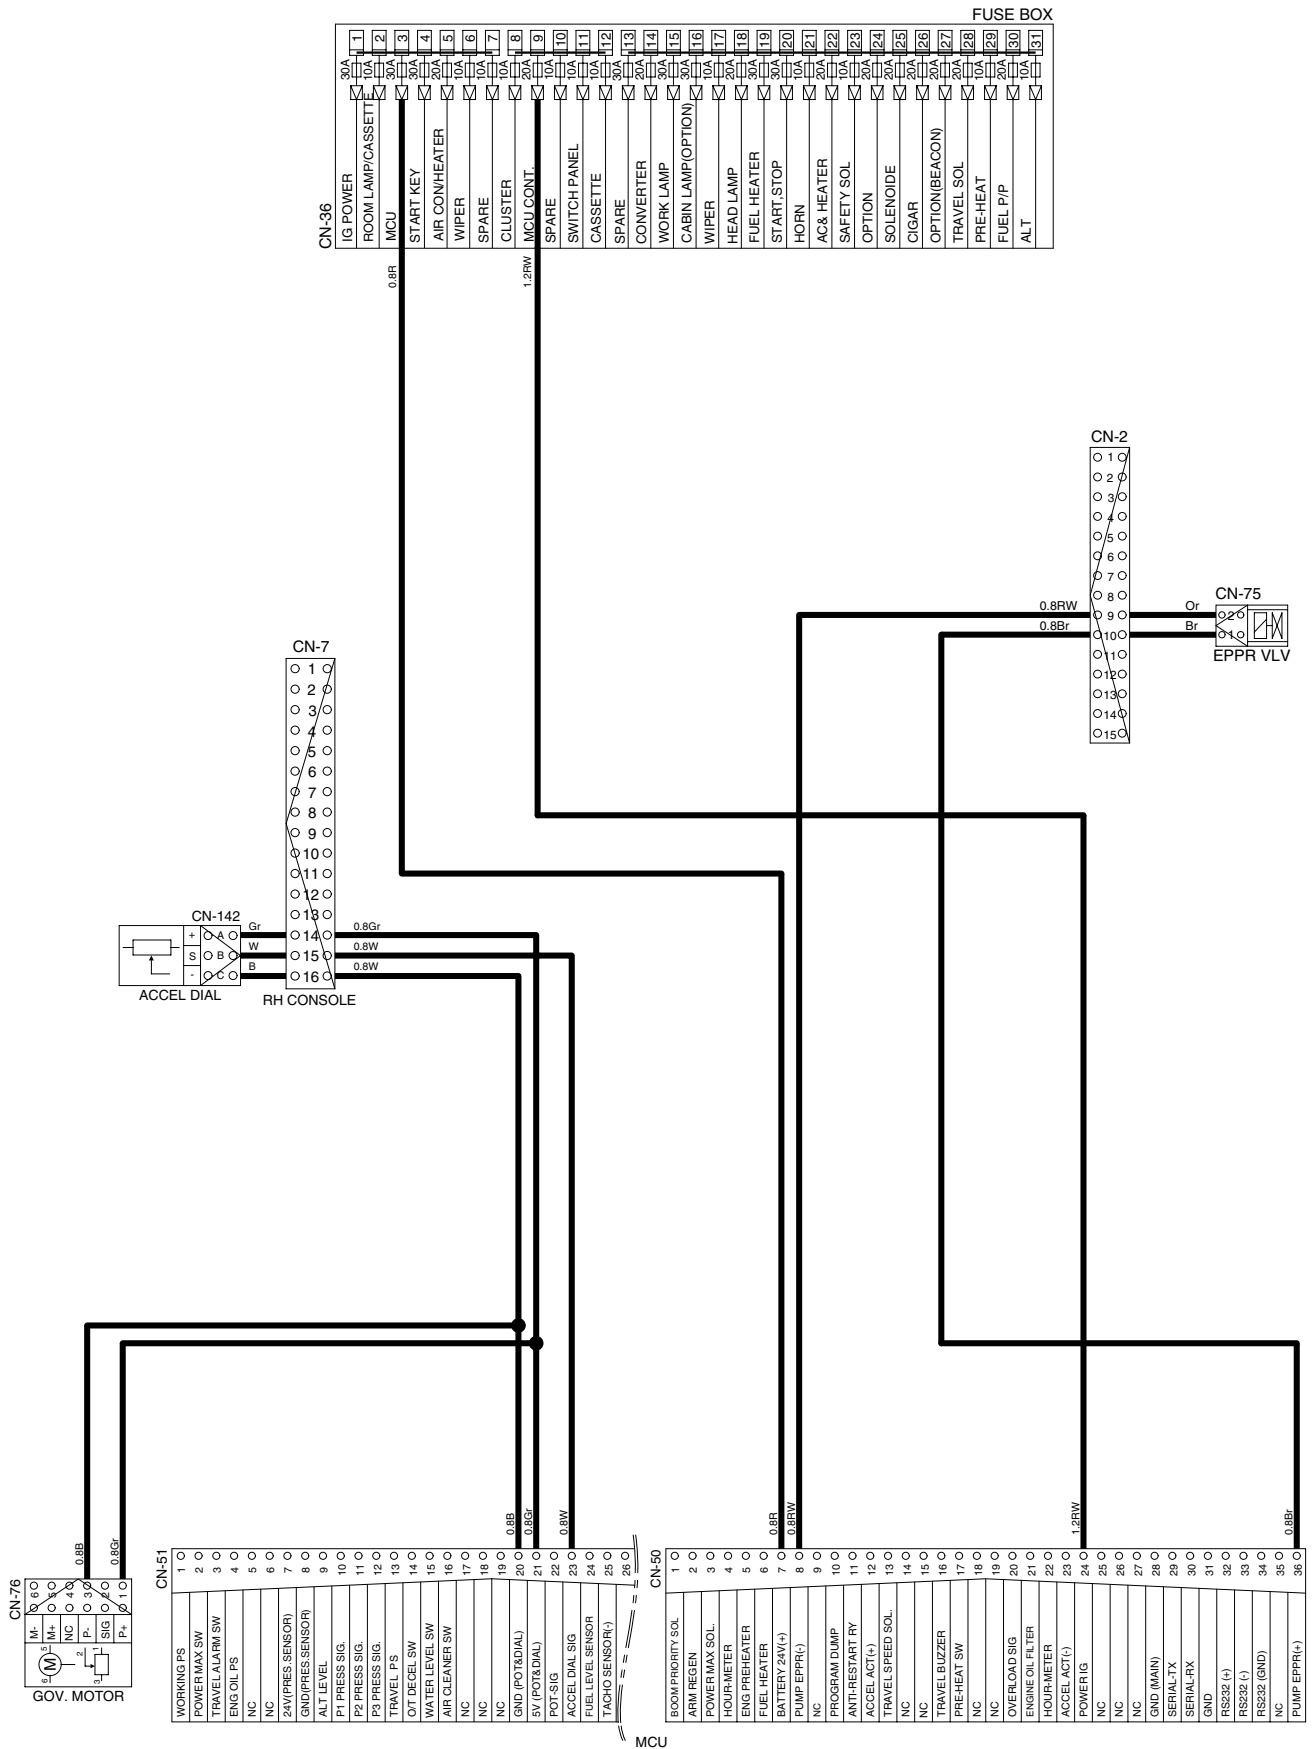 FUSE BOX
CN-36
1 2 3 4 5 6 7 8 9 10 11 12 13 14 15 16 17 18 19 20 21 22 23 24 25 26 27 28 29 30 31
30A 10A 30A 30A 20A 10A 10A 10A 20A 10A 10A 30A 10A 10A 20A 10A 20A 10A 10A 10A 10A 10A 20A 20A 20A 20A 10A 10A 20A 10A
IG POWER
ROOM LAMP/CASSETTE
MCU
START KEY
AIR CON/HEATER
WIPER
SPARE
CLUSTER
MCU CONT.
SPARE
SWITCH PANEL
CASSETTE
SPARE
CONVERTER
WORK LAMP
CABIN LAMP(OPTION)
WIPER
HEAD LAMP
FUEL HEATER
START.STOP
HORN
AC& HEATER
SAFETY SOL
OPTION
SOLENOIDE
CIGAR
OPTION(BEACON)
TRAVEL SOL
PRE-HEAT
FUEL P/P
ALT
0.8R
1.2RW
CN-2
1
2
3
4
5
6
7
8
9
10
11
12
13
14
15
0.8RW
0.8Br
Or
Br
CN-75
2
1
EPPR VLV
CN-7
1
2
3
4
5
6
7
8
9
10
11
12
13
14
15
16
RH CONSOLE
CN-142
+ A
S B
- C
ACCEL DIAL
Gr
W
B
0.8Gr
0.8W
0.8W
0.8B
0.8Gr
CN-76
6 5 4 3 2 1
M- M+ NC P- SIG P+
6 M 5 2 3 1
GOV. MOTOR
0.8B
0.8Gr
0.8W
CN-51
1 2 3 4 5 6 7 8 9 10 11 12 13 14 15 16 17 18 19 20 21 22 23 24 25 26
WORKING PS
POWER MAX SW
TRAVEL ALARM SW
ENG OIL PS
NC
NC
24V(PRES..SENSOR)
GND(PRES.SENSOR)
ALT LEVEL
P1 PRESS SIG.
P2 PRESS SIG.
P3 PRESS SIG.
TRAVEL PS
O/T DECEL SW
WATER LEVEL SW
AIR CLEANER SW
NC
NC
NC
GND (POT&DIAL)
5V (POT&DIAL)
POT-SIG
ACCEL DIAL SIG
FUEL LEVEL SENSOR
TACHO SENSOR(-)
MCU
0.8R
0.8RW
1.2RW
0.8Br
CN-50
1 2 3 4 5 6 7 8 9 10 11 12 13 14 15 16 17 18 19 20 21 22 23 24 25 26 27 28 29 30 31 32 33 34 35 36
BOOM PRIORITY SOL
ARM REGEN
POWER MAX SOL.
HOUR-METER
ENG PREHEATER
FUEL HEATER
BATTERY 24V(+)
PUMP EPPR(-)
NC
PROGRAM DUMP
ANTI-RESTART RY
ACCEL ACT(+)
TRAVEL SPEED SOL.
NC
NC
TRAVEL BUZZER
PRE-HEAT SW
NC
NC
OVERLOAD SIG
ENGINE OIL FILTER
HOUR-METER
ACCEL ACT(-)
POWER IG
NC
NC
NC
GND (MAIN)
SERIAL-TX
SERIAL-RX
GND
RS232 (+)
RS232 (-)
RS232 (GND)
NC
PUMP EPPR(+)